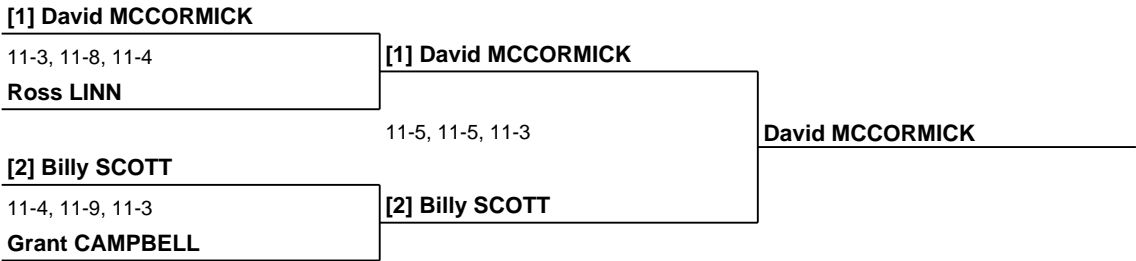 [1] David MCCORMICK
11-3, 11-8, 11-4
[1] David MCCORMICK
Ross LINN
11-5, 11-5, 11-3
David MCCORMICK
[2] Billy SCOTT
11-4, 11-9, 11-3
[2] Billy SCOTT
Grant CAMPBELL